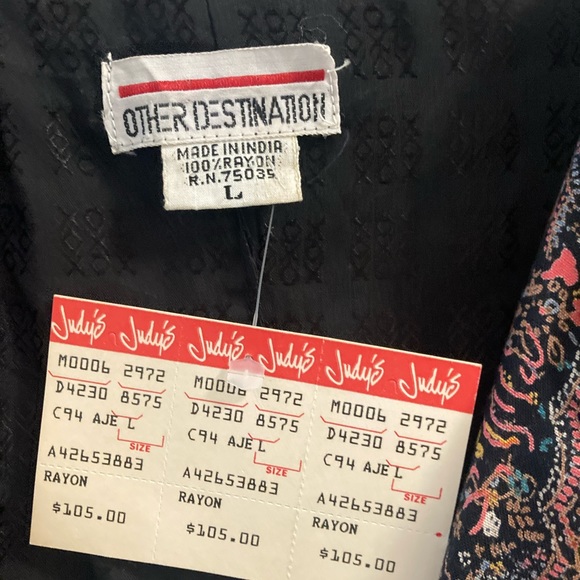 OTHER DESTINATION
MADE IN INDIA
100% RAYON
R.N. 75035
L
Judy's Judy's Judy's Judy's Judy's Judy's
M0006 2972
D4230 8575
C94 AJE L
SIZE
A42653883
RAYON
$105.00
M0006 2972
D4230 8575
C94 AJE L
SIZE
A42653883
RAYON
$105.00
M0006 2972
D4230 8575
C94 AJE L
SIZE
A42653883
RAYON
$105.00